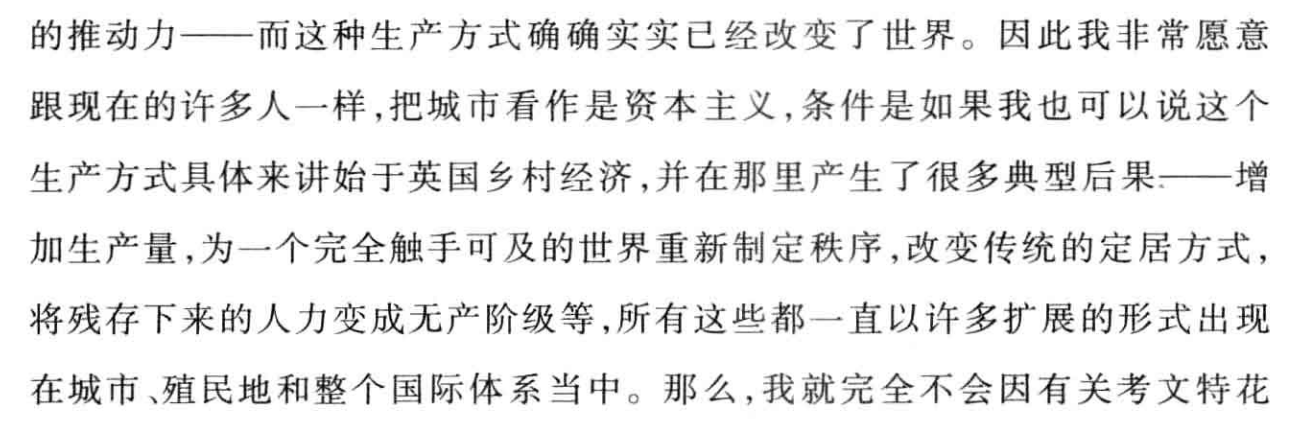 的推动力——而这种生产方式确确实实已经改变了世界。因此我非常愿意
跟现在的许多人一样,把城市看作是资本主义,条件是如果我也可以说这个
生产方式具体来讲始于英国乡村经济,并在那里产生了很多典型后果——增
加生产量,为一个完全触手可及的世界重新制定秩序,改变传统的定居方式,
将残存下来的人力变成无产阶级等,所有这些都一直以许多扩展的形式出现
在城市、殖民地和整个国际体系当中。那么,我就完全不会因有关考文特花